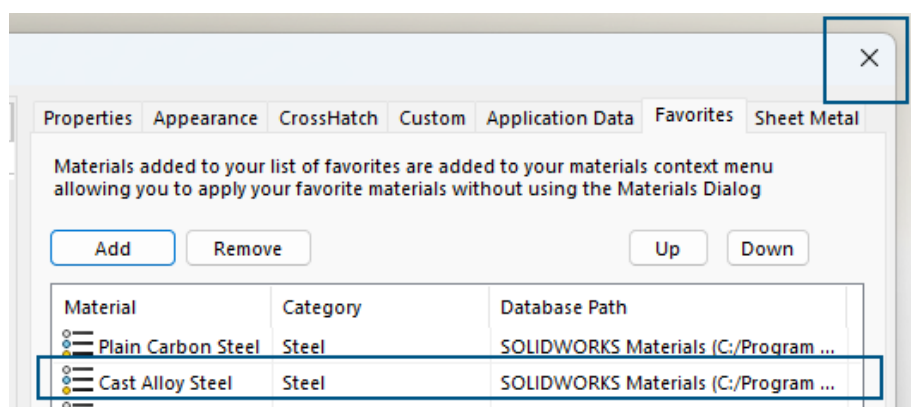 Properties Appearance CrossHatch Custom Application Data Favorites Sheet Metal
Materials added to your list of favorites are added to your materials context menu
allowing you to apply your favorite materials without using the Materials Dialog
Add Remove Up Down
Material Category Database Path
Plain Carbon Steel Steel SOLIDWORKS Materials (C:/Program ...
Cast Alloy Steel Steel SOLIDWORKS Materials (C:/Program ...